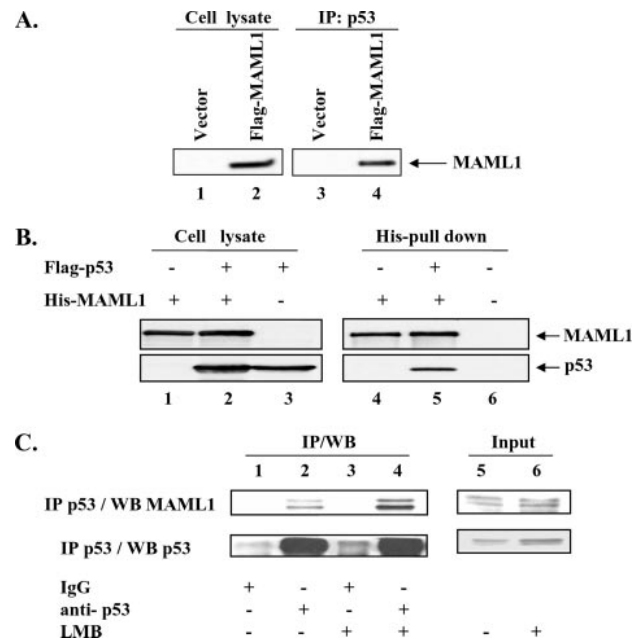 A.
Cell lysate IP: p53
Vector Flag-MAML1 Vector Flag-MAML1
MAML1
1 2 3 4
B.
Cell lysate His-pull down
Flag-p53 - + + - + -
His-MAML1 + + - + + -
MAML1
p53
1 2 3 4 5 6
C.
IP/WB Input
1 2 3 4 5 6
IP p53 / WB MAML1
IP p53 / WB p53
IgG + - + -
anti- p53 - + - +
LMB - - + + - +